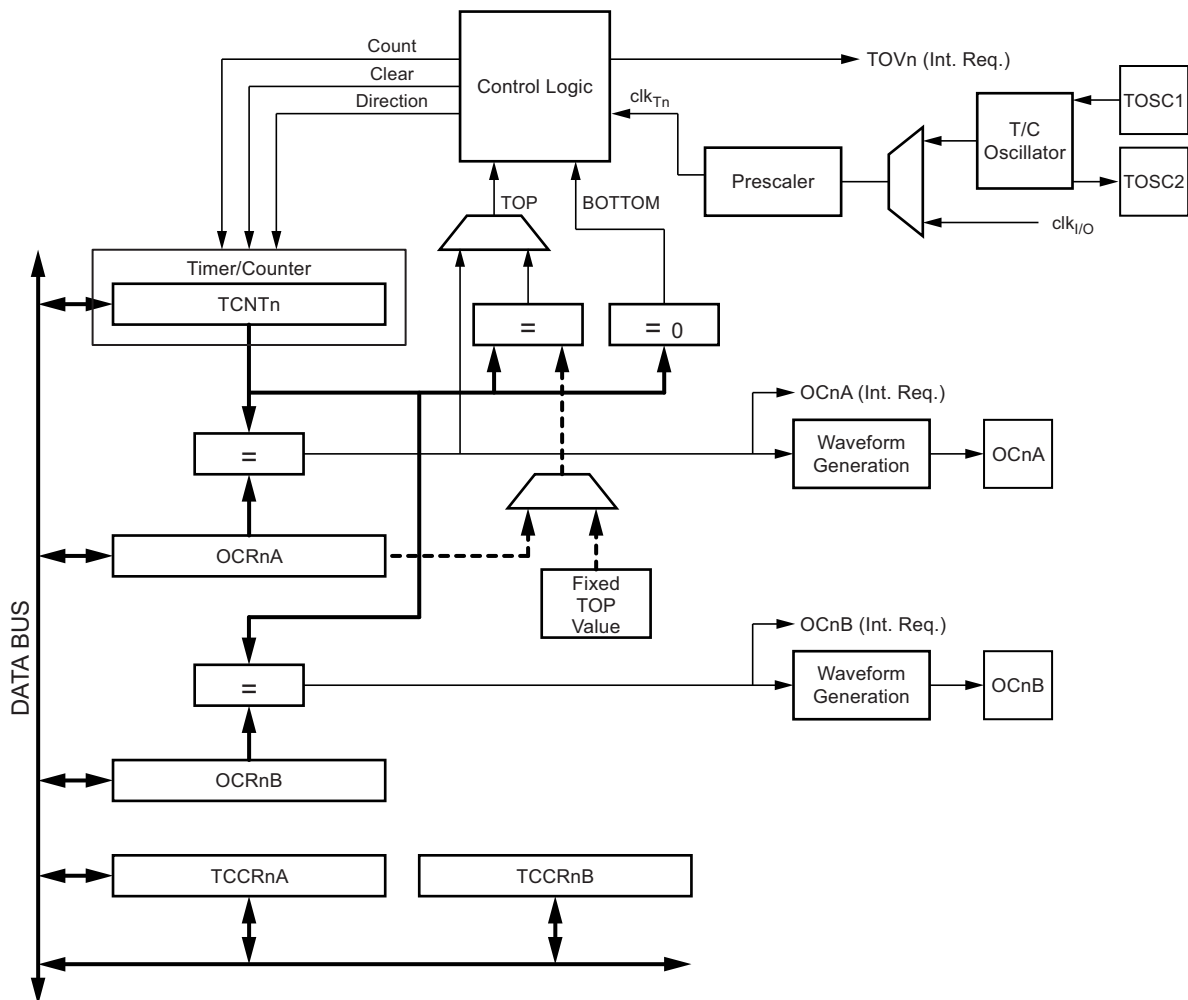 Count
Clear
Direction
Control Logic
TOVn (Int. Req.)
clkTn
TOSC1
T/C
Oscillator
TOSC2
Prescaler
clkI/O
TOP
BOTTOM
Timer/Counter
TCNTn
=
= 0
OCnA (Int. Req.)
=
Waveform
Generation
OCnA
OCRnA
Fixed
TOP
Value
DATA BUS
OCnB (Int. Req.)
=
Waveform
Generation
OCnB
OCRnB
TCCRnA
TCCRnB